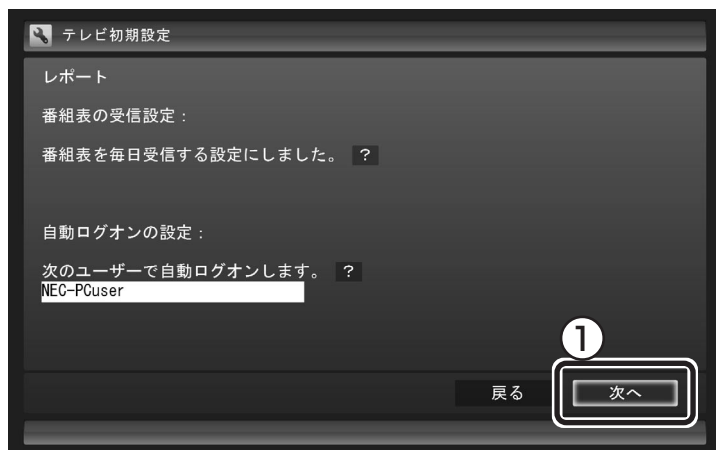 テレビ初期設定
レポート
番組表の受信設定：
番組表を毎日受信する設定にしました。 ?
自動ログオンの設定：
次のユーザーで自動ログオンします。 ?
NEC-PCuser
①
戻る 次へ